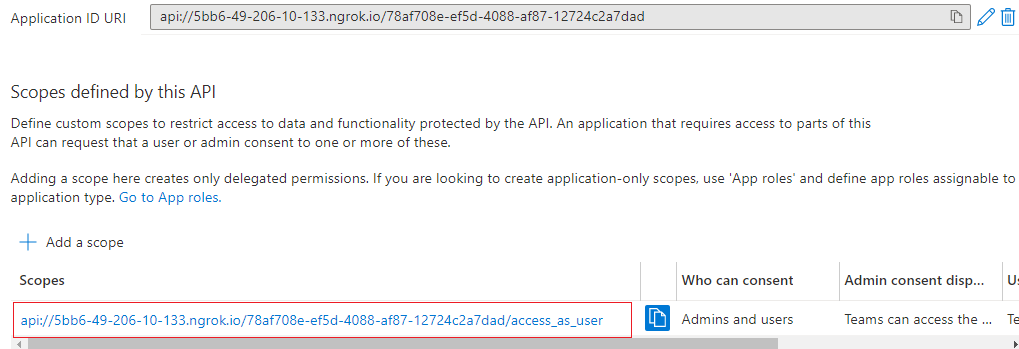 Application ID URI api://5bb6-49-206-10-133.ngrok.io/78af708e-ef5d-4088-af87-12724c2a7dad
Scopes defined by this API
Define custom scopes to restrict access to data and functionality protected by the API. An application that requires access to parts of this
API can request that a user or admin consent to one or more of these.
Adding a scope here creates only delegated permissions. If you are looking to create application-only scopes, use 'App roles' and define app roles assignable to
application type. Go to App roles.
Add a scope
Scopes Who can consent Admin consent disp... Us
api://5bb6-49-206-10-133.ngrok.io/78af708e-ef5d-4088-af87-12724c2a7dad/access_as_user Admins and users Teams can access the ... Te